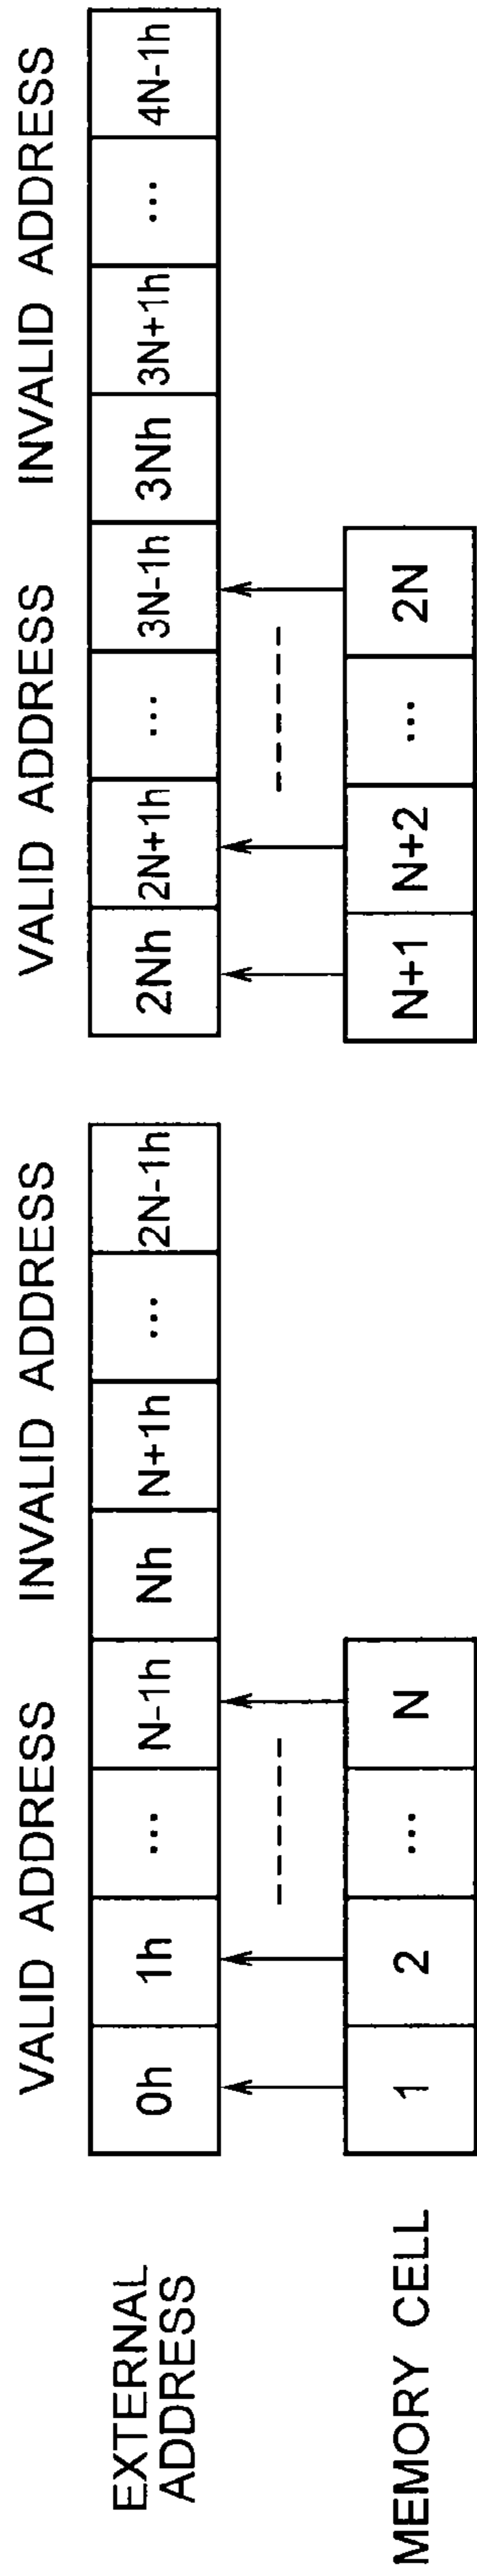 VALID ADDRESS INVALID ADDRESS VALID ADDRESS INVALID ADDRESS
EXTERNAL
ADDRESS
0h 1h ... N-1h Nh N+1h ... 2N-1h 2Nh 2N+1h ... 3N-1h 3Nh 3N+1h ... 4N-1h
MEMORY CELL 1 2 ... N N+1 N+2 ... 2N